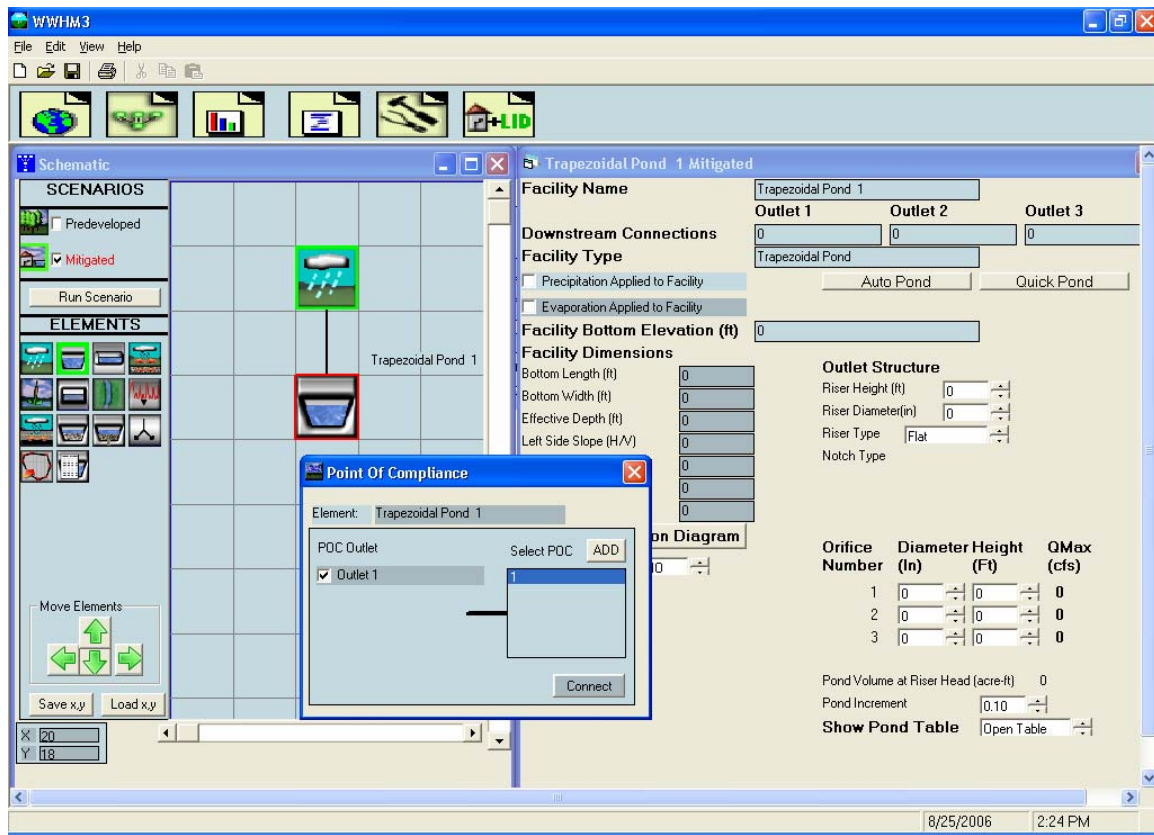 WWHM3
File Edit View Help
+LID
Schematic
SCENARIOS
Predeveloped
Mitigated
Run Scenario
ELEMENTS
Move Elements
Save x,y Load x,y
X 20
Y 18
Trapezoidal Pond 1
Trapezoidal Pond 1 Mitigated
Facility Name Trapezoidal Pond 1
Outlet 1 Outlet 2 Outlet 3
Downstream Connections 0 0 0
Facility Type Trapezoidal Pond
Precipitation Applied to Facility Auto Pond Quick Pond
Evaporation Applied to Facility
Facility Bottom Elevation (ft) 0
Facility Dimensions
Bottom Length (ft) 0
Bottom Width (ft) 0
Effective Depth (ft) 0
Left Side Slope (H/V) 0
0
0
0
on Diagram
Outlet Structure
Riser Height (ft) 0
Riser Diameter(in) 0
Riser Type Flat
Notch Type
Orifice Diameter Height QMax
Number (In) (Ft) (cfs)
1 0 0 0
2 0 0 0
3 0 0 0
Pond Volume at Riser Head (acre-ft) 0
Pond Increment 0.10
Show Pond Table Open Table
Point Of Compliance
Element: Trapezoidal Pond 1
POC Outlet Select POC ADD
Outlet 1 1
Connect
8/25/2006 2:24 PM